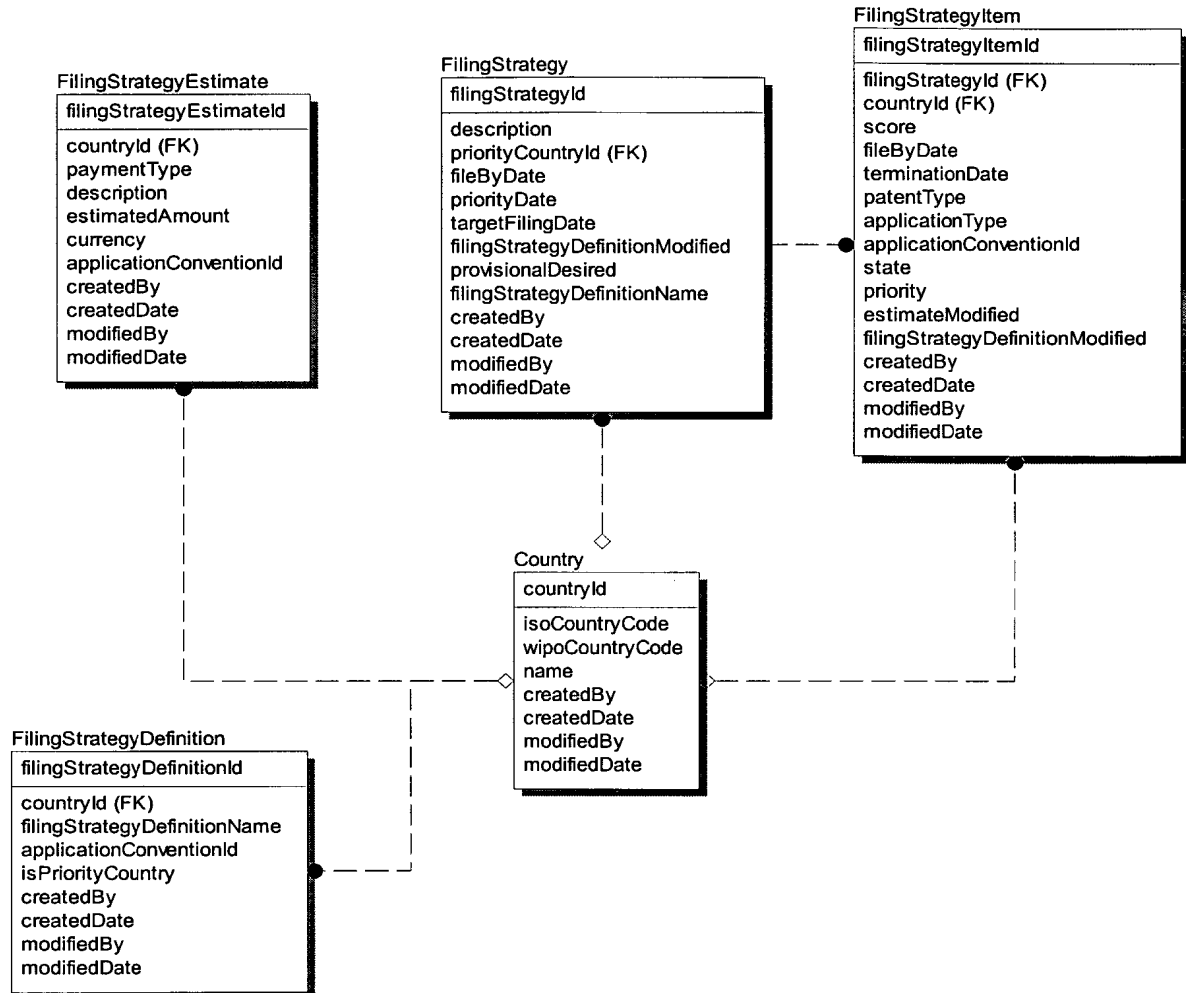 FilingStrategyEstimate
filingStrategyEstimateId
countryId (FK)
paymentType
description
estimatedAmount
currency
applicationConventionId
createdBy
createdDate
modifiedBy
modifiedDate
FilingStrategy
filingStrategyId
description
priorityCountryId (FK)
fileByDate
priorityDate
targetFilingDate
filingStrategyDefinitionModified
provisionalDesired
filingStrategyDefinitionName
createdBy
createdDate
modifiedBy
modifiedDate
FilingStrategyItem
filingStrategyItemId
filingStrategyId (FK)
countryId (FK)
score
fileByDate
terminationDate
patentType
applicationType
applicationConventionId
state
priority
estimateModified
filingStrategyDefinitionModified
createdBy
createdDate
modifiedBy
modifiedDate
Country
countryId
isoCountryCode
wipoCountryCode
name
createdBy
createdDate
modifiedBy
modifiedDate
FilingStrategyDefinition
filingStrategyDefinitionId
countryId (FK)
filingStrategyDefinitionName
applicationConventionId
isPriorityCountry
createdBy
createdDate
modifiedBy
modifiedDate